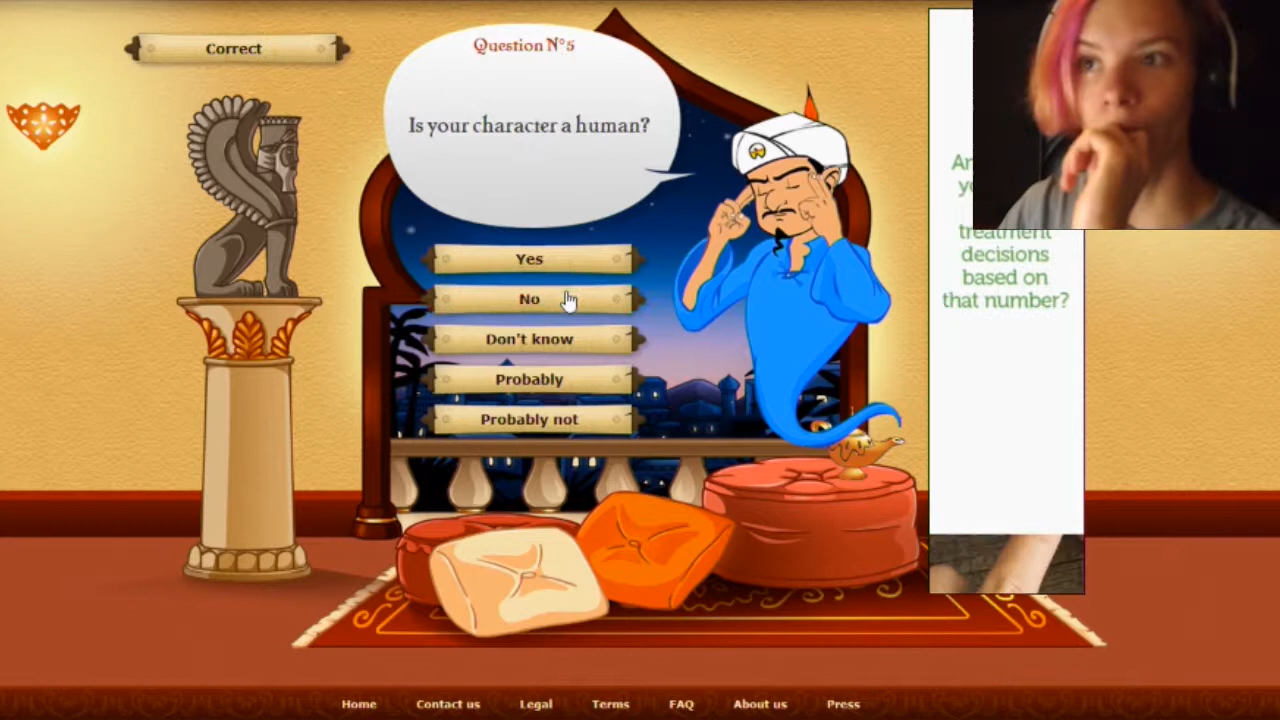 Correct
Question N°5
Is your character a human?
Yes
No
Don't know
Probably
Probably not
treatment
decisions
based on
that number?
Home
Contact us
Legal
Terms
FAQ
About us
Press